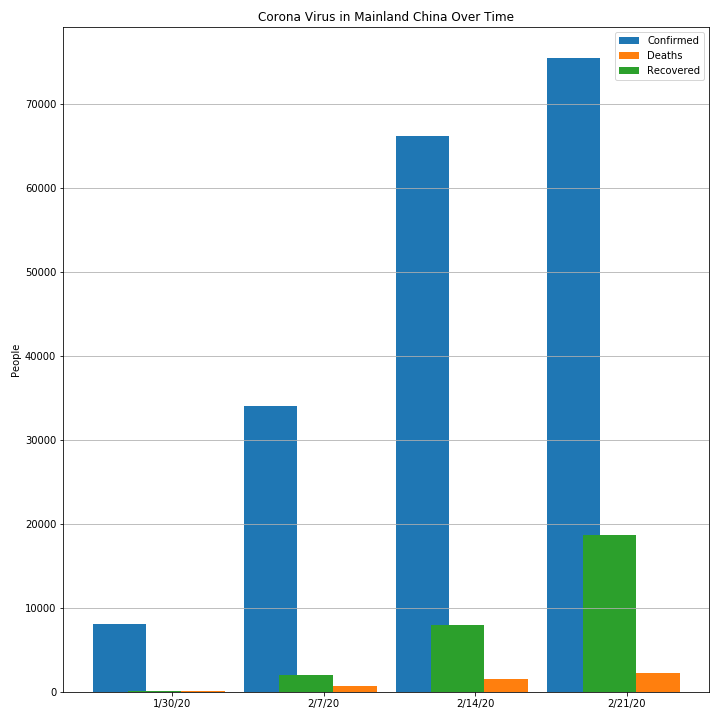 Corona Virus in Mainland China Over Time
Confirmed
Deaths
Recovered
70000
60000
50000
40000
30000
20000
10000
0
People
1/30/20
2/7/20
2/14/20
2/21/20